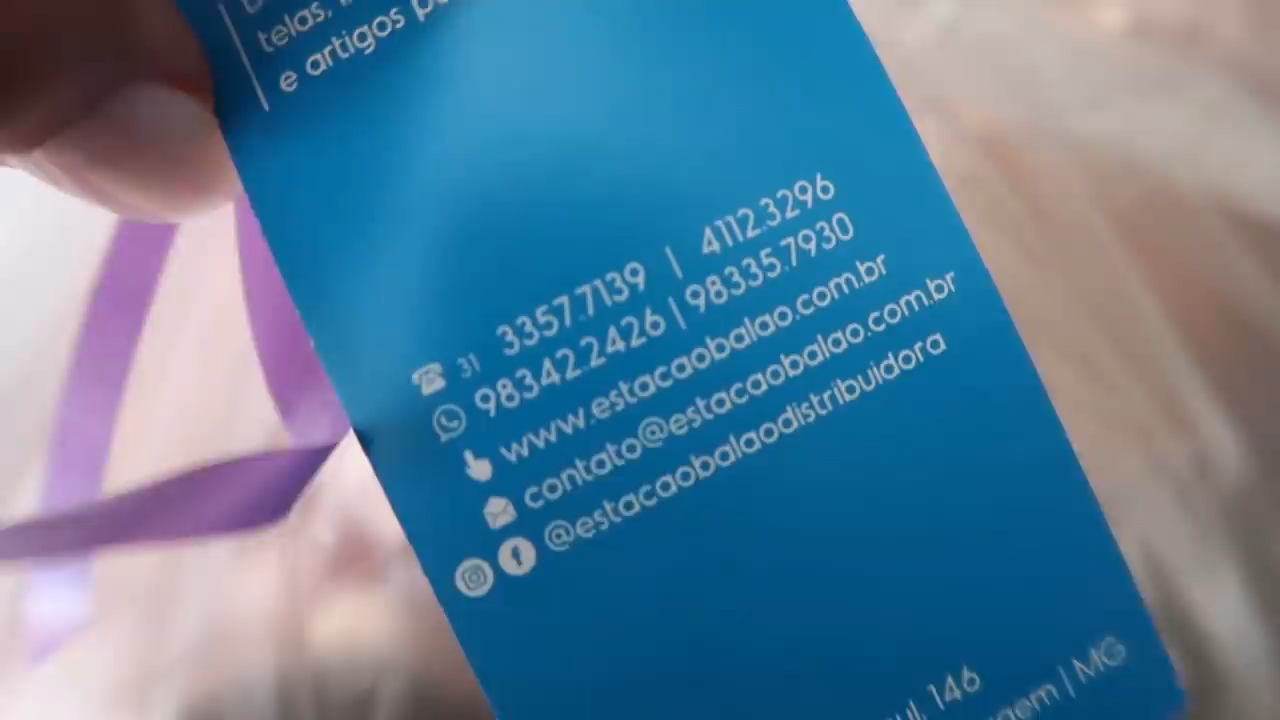 telas,
e artigos
31 3357.7139 | 4112.3296
98342.2426 | 98335.7930
www.estacaobalao.com.br
contato@estacaobalao.com.br
@estacaobalaodistribuidora
146
| MG